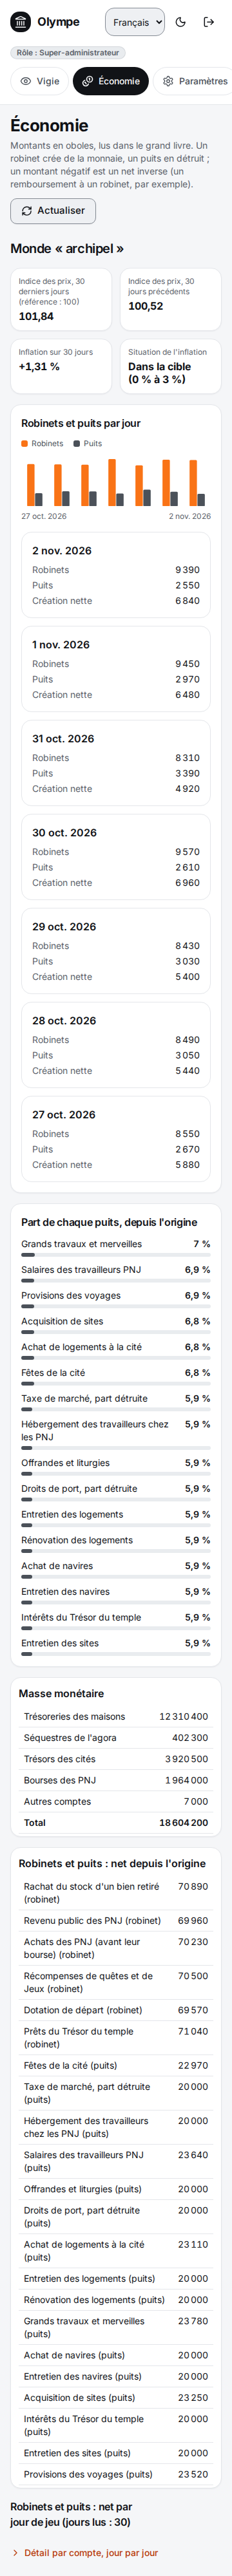 Olympe
Français
Rôle : Super-administrateur
Vigie
Économie
Paramètres
Économie
Montants en oboles, lus dans le grand livre. Un
robinet crée de la monnaie, un puits en détruit ;
un montant négatif est un net inverse (un
remboursement à un robinet, par exemple).
Actualiser
Monde « archipel »
Indice des prix, 30
derniers jours
(référence : 100)
101,84
Indice des prix, 30
jours précédents
100,52
Inflation sur 30 jours
+1,31 %
Situation de l'inflation
Dans la cible
(0 % à 3 %)
Robinets et puits par jour
Robinets
Puits
27 oct. 2026
2 nov. 2026
2 nov. 2026
Robinets 9 390
Puits 2 550
Création nette 6 840
1 nov. 2026
Robinets 9 450
Puits 2 970
Création nette 6 480
31 oct. 2026
Robinets 8 310
Puits 3 390
Création nette 4 920
30 oct. 2026
Robinets 9 570
Puits 2 610
Création nette 6 960
29 oct. 2026
Robinets 8 430
Puits 3 030
Création nette 5 400
28 oct. 2026
Robinets 8 490
Puits 3 050
Création nette 5 440
27 oct. 2026
Robinets 8 550
Puits 2 670
Création nette 5 880
Part de chaque puits, depuis l'origine
Grands travaux et merveilles 7 %
Salaires des travailleurs PNJ 6,9 %
Provisions des voyages 6,9 %
Acquisition de sites 6,8 %
Achat de logements à la cité 6,8 %
Fêtes de la cité 6,8 %
Taxe de marché, part détruite 5,9 %
Hébergement des travailleurs chez 5,9 %
les PNJ
Offrandes et liturgies 5,9 %
Droits de port, part détruite 5,9 %
Entretien des logements 5,9 %
Rénovation des logements 5,9 %
Achat de navires 5,9 %
Entretien des navires 5,9 %
Intérêts du Trésor du temple 5,9 %
Entretien des sites 5,9 %
Masse monétaire
Trésoreries des maisons 12 310 400
Séquestres de l'agora 402 300
Trésors des cités 3 920 500
Bourses des PNJ 1 964 000
Autres comptes 7 000
Total 18 604 200
Robinets et puits : net depuis l'origine
Rachat du stock d'un bien retiré 70 890
(robinet)
Revenu public des PNJ (robinet) 69 960
Achats des PNJ (avant leur 70 230
bourse) (robinet)
Récompenses de quêtes et de 70 500
Jeux (robinet)
Dotation de départ (robinet) 69 570
Prêts du Trésor du temple 71 040
(robinet)
Fêtes de la cité (puits) 22 970
Taxe de marché, part détruite 20 000
(puits)
Hébergement des travailleurs 20 000
chez les PNJ (puits)
Salaires des travailleurs PNJ 23 640
(puits)
Offrandes et liturgies (puits) 20 000
Droits de port, part détruite 20 000
(puits)
Achat de logements à la cité 23 110
(puits)
Entretien des logements (puits) 20 000
Rénovation des logements (puits) 20 000
Grands travaux et merveilles 23 780
(puits)
Achat de navires (puits) 20 000
Entretien des navires (puits) 20 000
Acquisition de sites (puits) 23 250
Intérêts du Trésor du temple 20 000
(puits)
Entretien des sites (puits) 20 000
Provisions des voyages (puits) 23 520
Robinets et puits : net par
jour de jeu (jours lus : 30)
Détail par compte, jour par jour